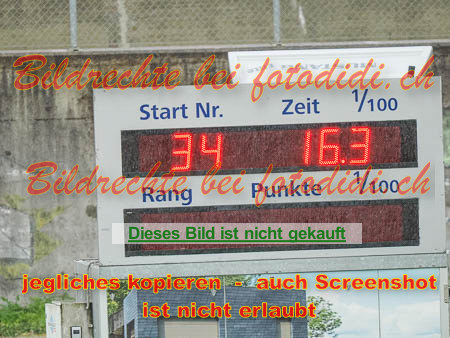 Bildrechte bei fotodidi.ch
Start Nr. Zeit 1/100
34 16.3
Bildrechte bei fotodidi.ch
Rang Punkte 1/100
Dieses Bild ist nicht gekauft
jegliches kopieren - auch Screenshot
ist nicht erlaubt